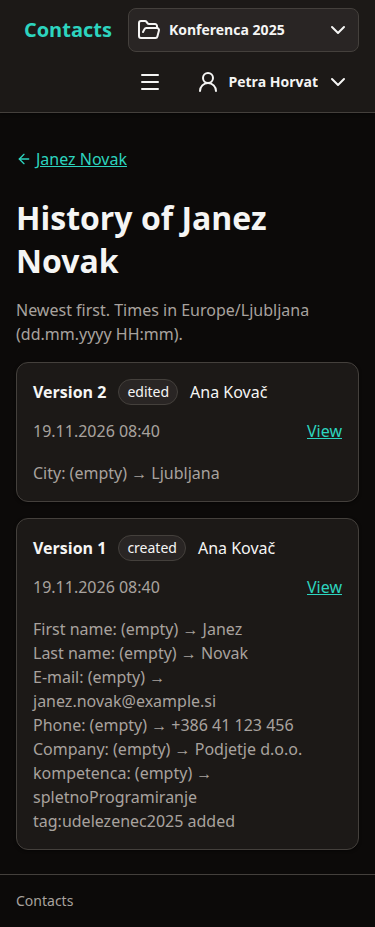 Contacts
Konferenca 2025
Petra Horvat
← Janez Novak
History of Janez
Novak
Newest first. Times in Europe/Ljubljana
(dd.mm.yyyy HH:mm).
Version 2 edited Ana Kovač
19.11.2026 08:40 View
City: (empty) → Ljubljana
Version 1 created Ana Kovač
19.11.2026 08:40 View
First name: (empty) → Janez
Last name: (empty) → Novak
E-mail: (empty) →
janez.novak@example.si
Phone: (empty) → +386 41 123 456
Company: (empty) → Podjetje d.o.o.
kompetenca: (empty) →
spletnoProgramiranje
tag:udelezenec2025 added
Contacts